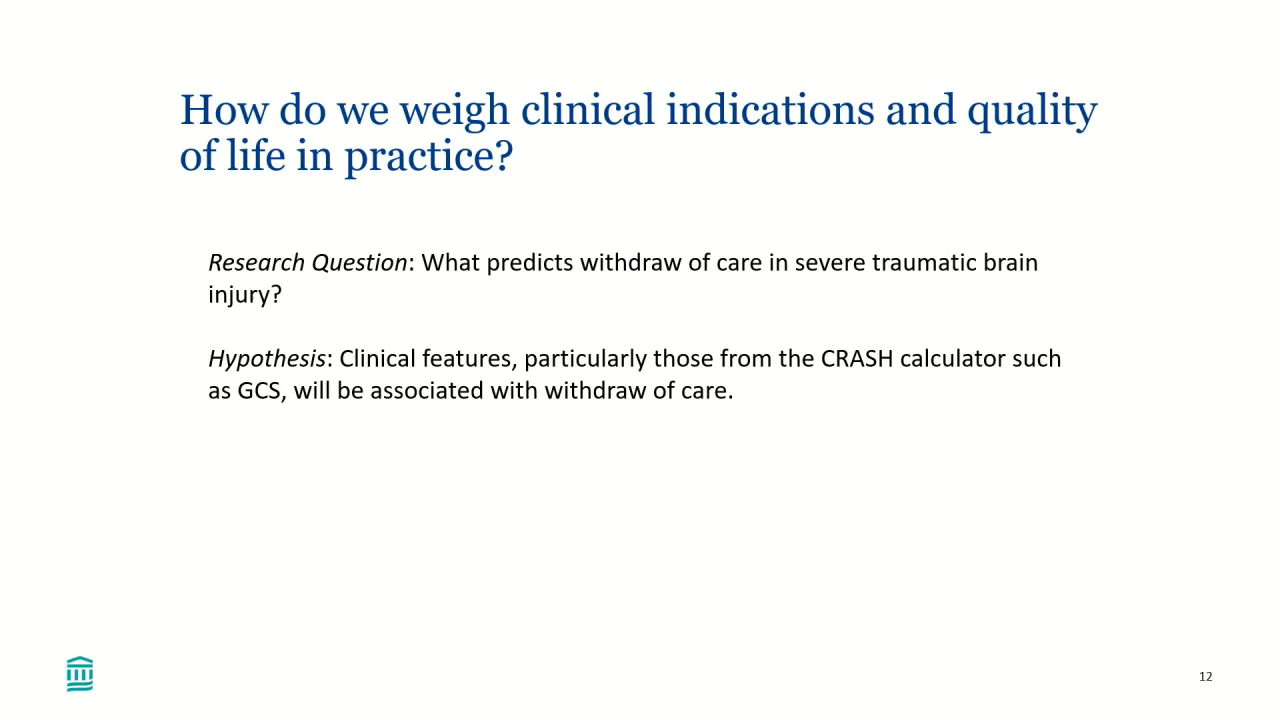 How do we weigh clinical indications and quality
of life in practice?
Research Question: What predicts withdraw of care in severe traumatic brain
injury?
Hypothesis: Clinical features, particularly those from the CRASH calculator such
as GCS, will be associated with withdraw of care.
12